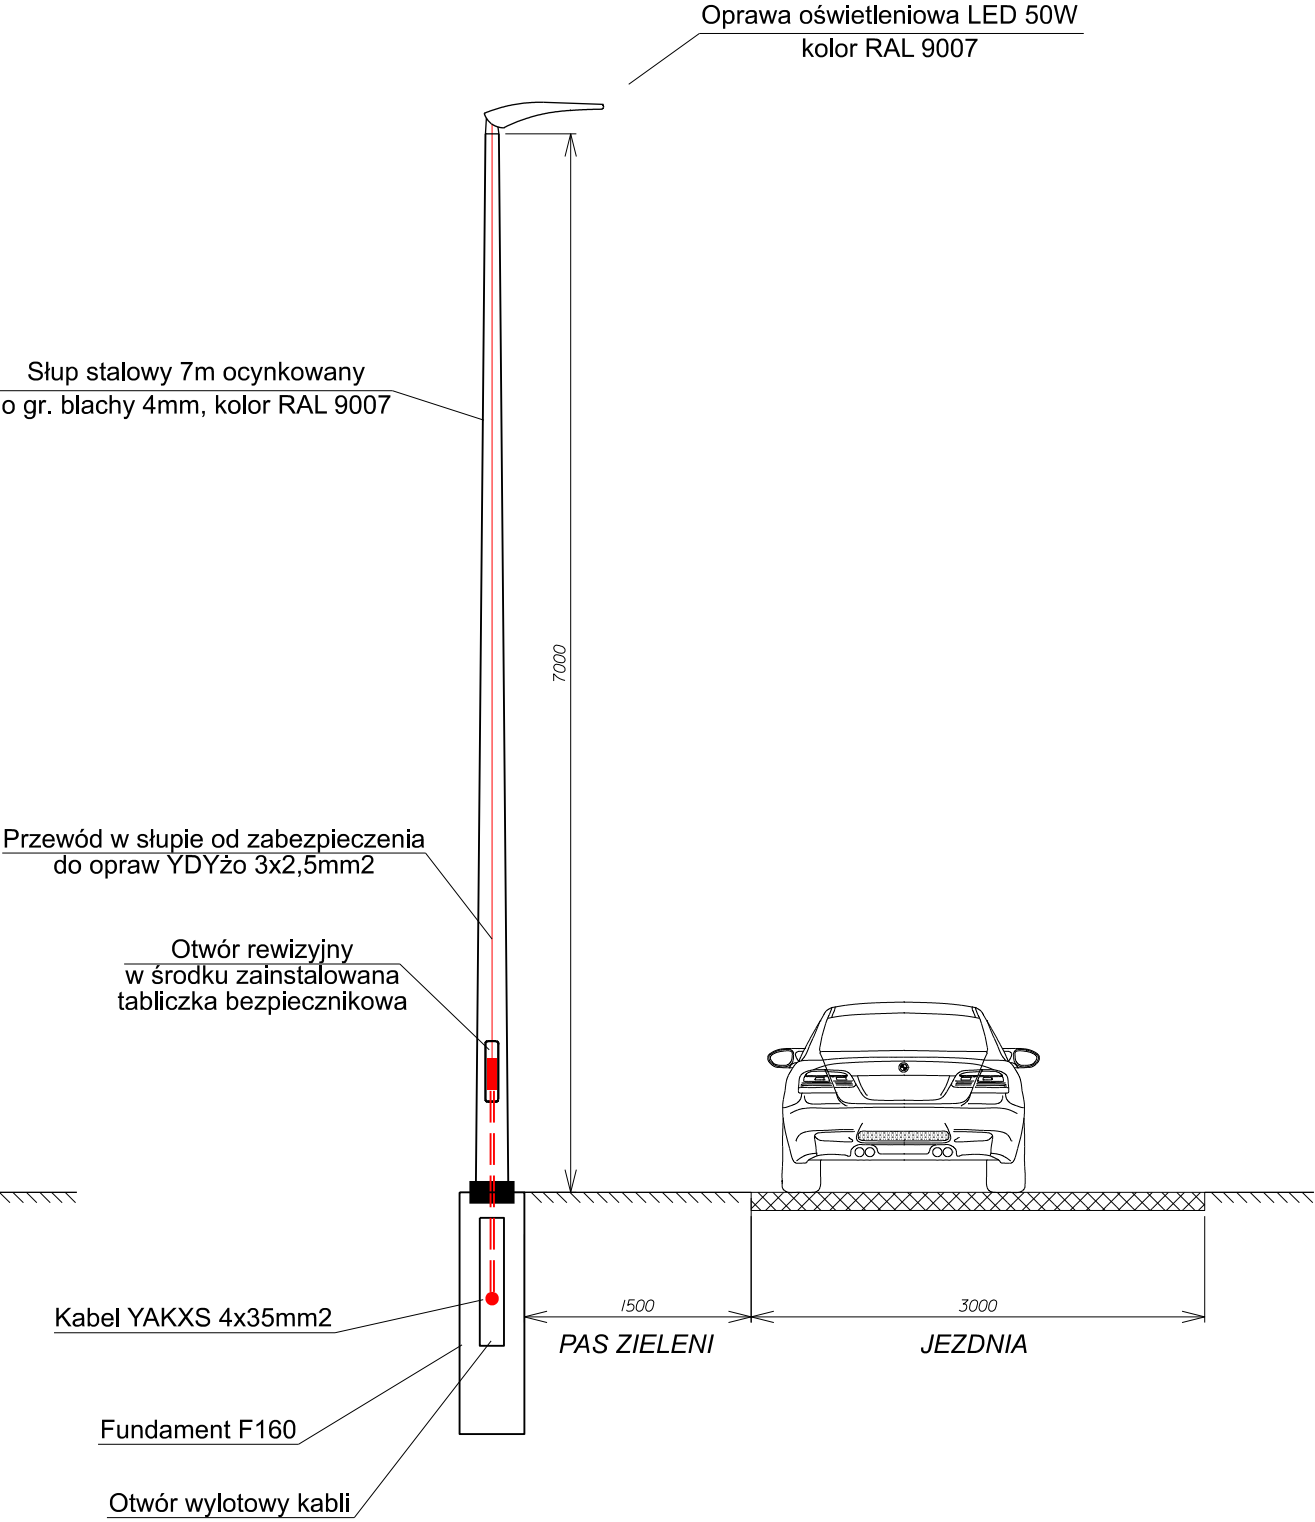 Oprawa oświetleniowa LED 50W
kolor RAL 9007
Słup stalowy 7m ocynkowany
o gr. blachy 4mm, kolor RAL 9007
7000
Przewód w słupie od zabezpieczenia
do opraw YDYżo 3x2,5mm2
Otwór rewizyjny
w środku zainstalowana
tabliczka bezpiecznikowa
Kabel YAKXS 4x35mm2
1500
3000
PAS ZIELENI
JEZDNIA
Fundament F160
Otwór wylotowy kabli